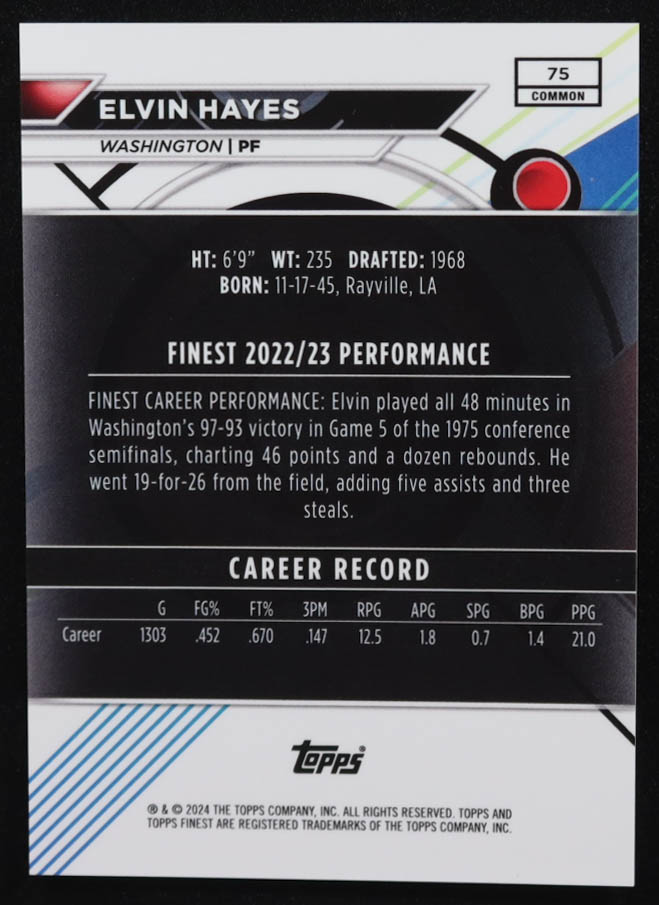 75
COMMON
ELVIN HAYES
WASHINGTON | PF
HT: 6'9" WT: 235 DRAFTED: 1968
BORN: 11-17-45, Rayville, LA
FINEST 2022/23 PERFORMANCE
FINEST CAREER PERFORMANCE: Elvin played all 48 minutes in
Washington's 97-93 victory in Game 5 of the 1975 conference
semifinals, charting 46 points and a dozen rebounds. He
went 19-for-26 from the field, adding five assists and three
steals.
CAREER RECORD
G FG% FT% 3PM RPG APG SPG BPG PPG
Career 1303 .452 .670 .147 12.5 1.8 0.7 1.4 21.0
topps®
® & © 2024 THE TOPPS COMPANY, INC. ALL RIGHTS RESERVED. TOPPS AND
TOPPS FINEST ARE REGISTERED TRADEMARKS OF THE TOPPS COMPANY, INC.